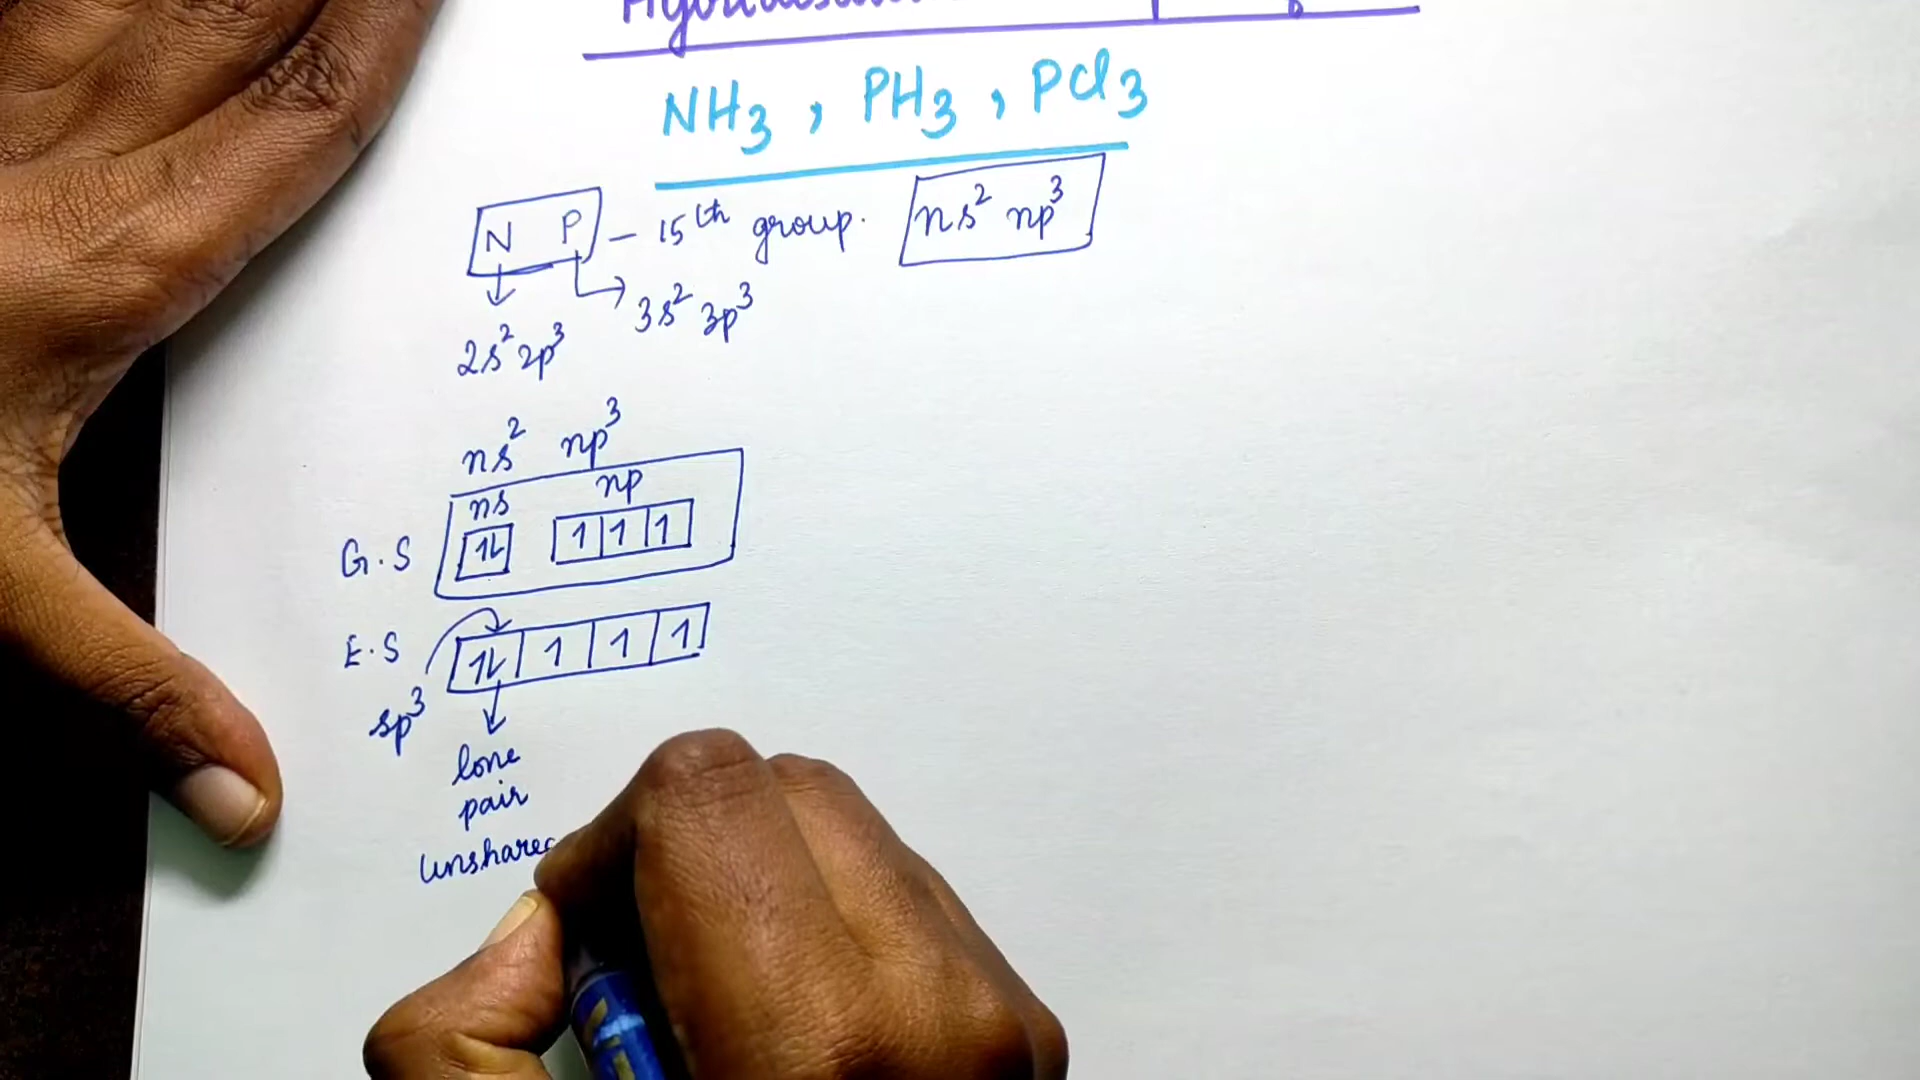 NH3 , PH3 , PCl3
N P – 15th group. ns² np³
2s² 2p³
3s² 3p³
ns² np³
ns np
G.S 1L 1 1 1
E.S 1L 1 1 1
sp³
lone
pair